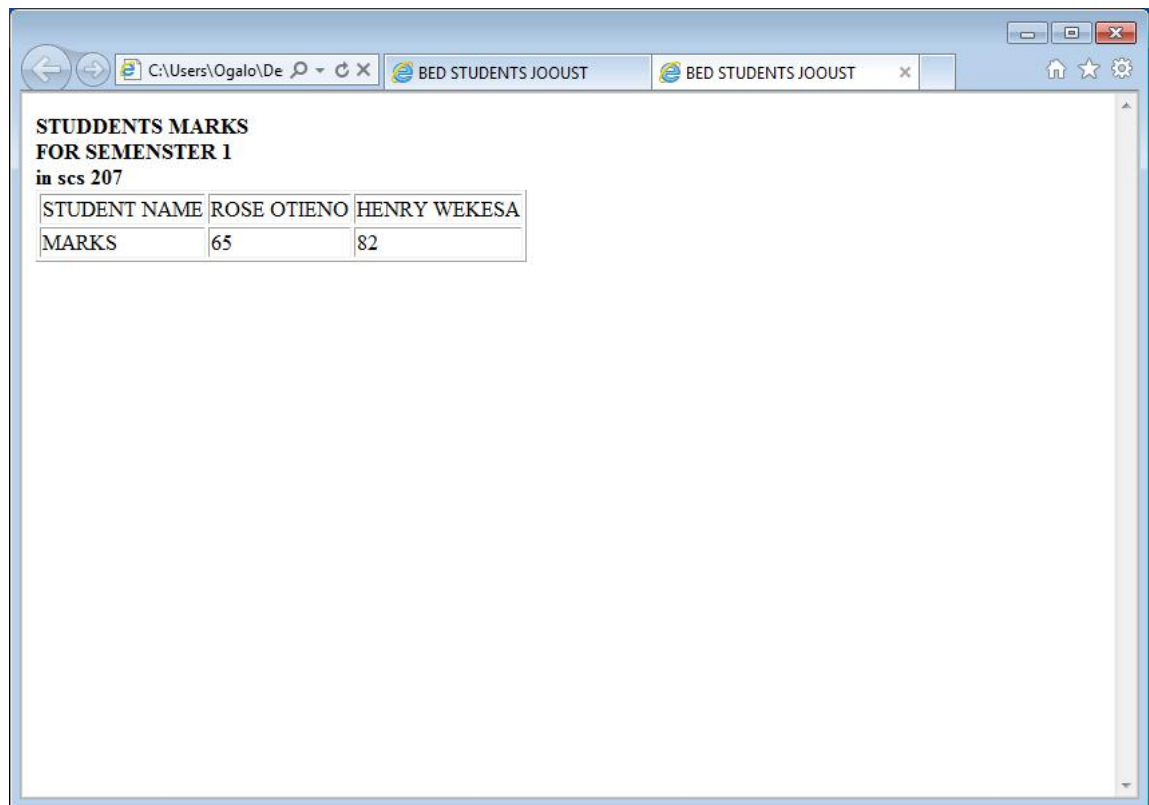 C:\Users\Ogalo\De
BED STUDENTS JOOUST
BED STUDENTS JOOUST
STUDDENTS MARKS
FOR SEMENSTER 1
in scs 207
STUDENT NAME ROSE OTIENO HENRY WEKESA
MARKS 65 82